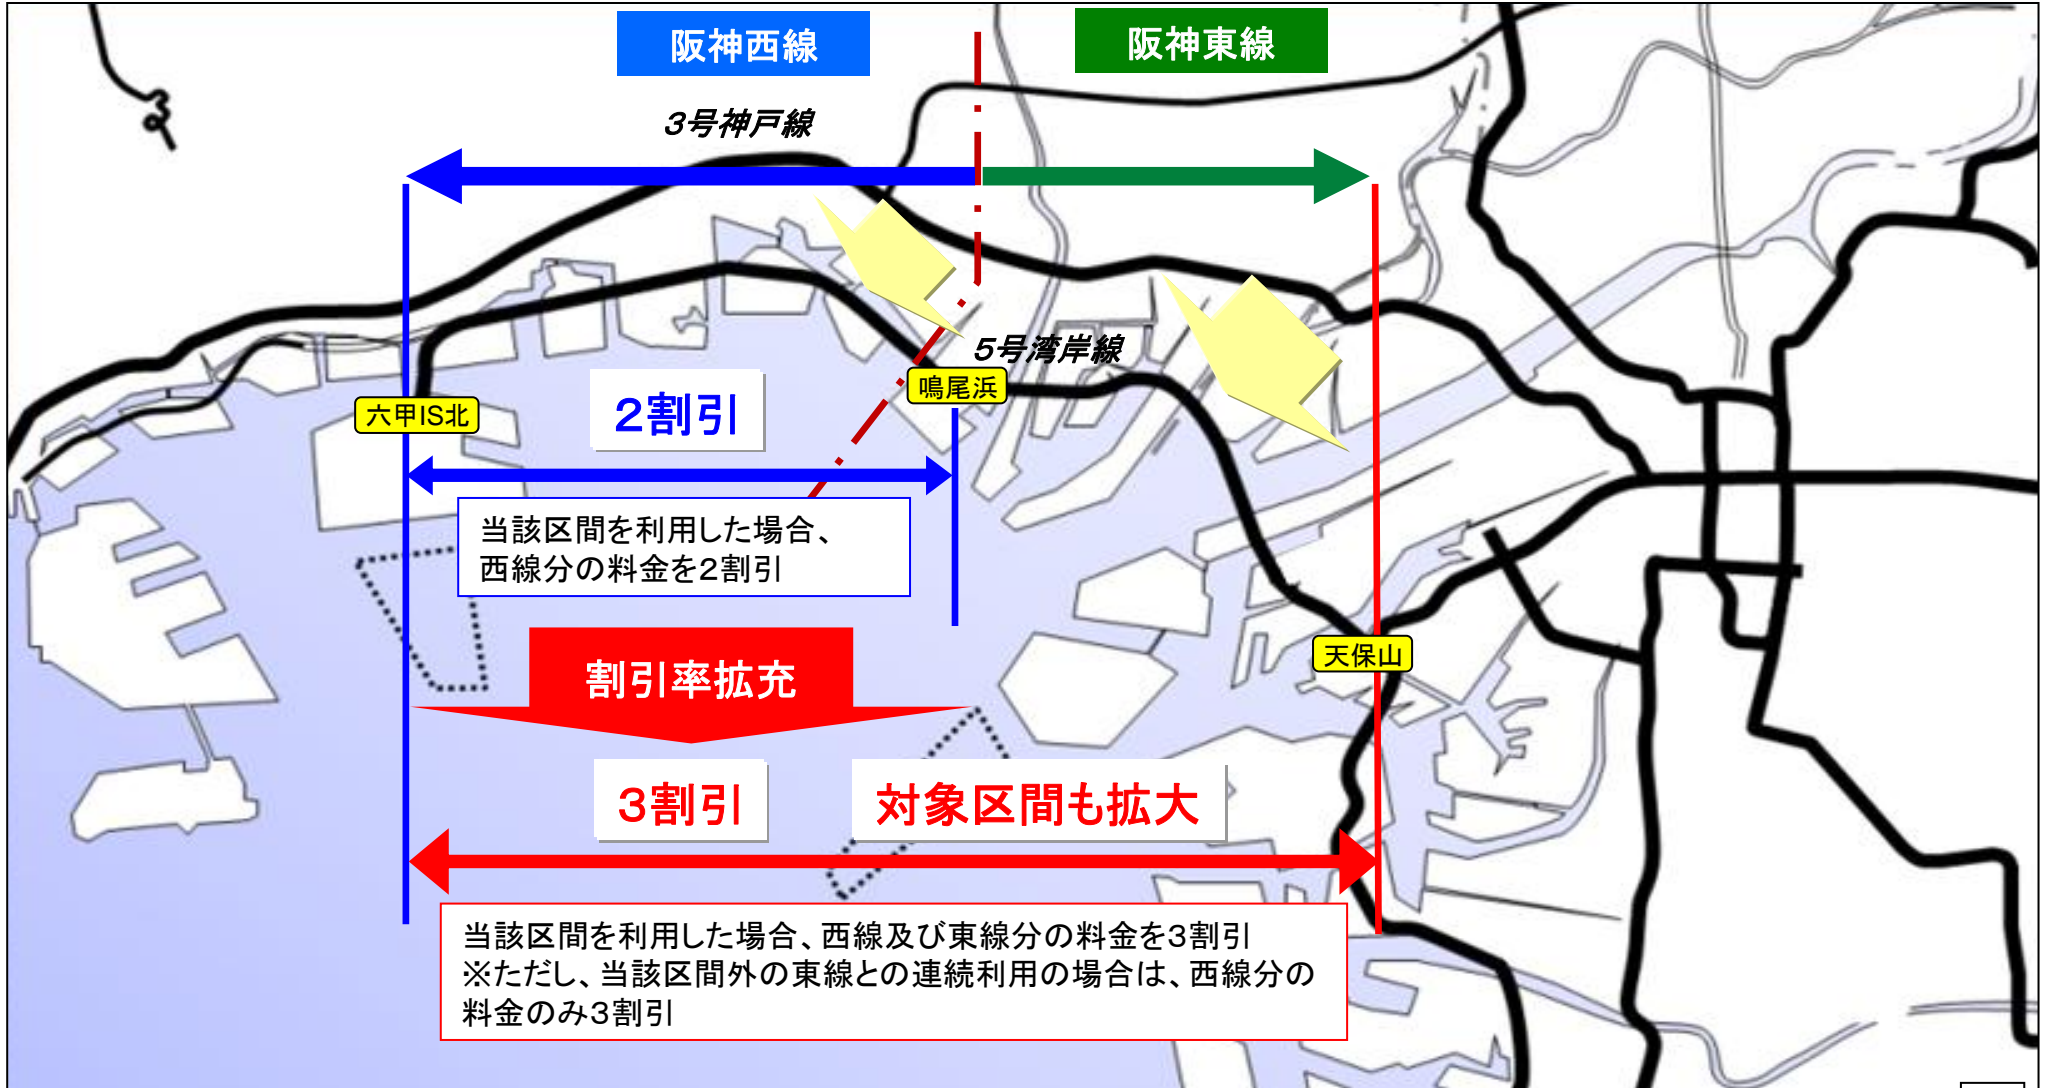 阪神西線
阪神東線
3号神戸線
5号湾岸線
鳴尾浜
六甲IS北
2割引
当該区間を利用した場合、
西線分の料金を2割引
天保山
割引率拡充
3割引
対象区間も拡大
当該区間を利用した場合、西線及び東線分の料金を3割引
※ただし、当該区間外の東線との連続利用の場合は、西線分の
料金のみ3割引